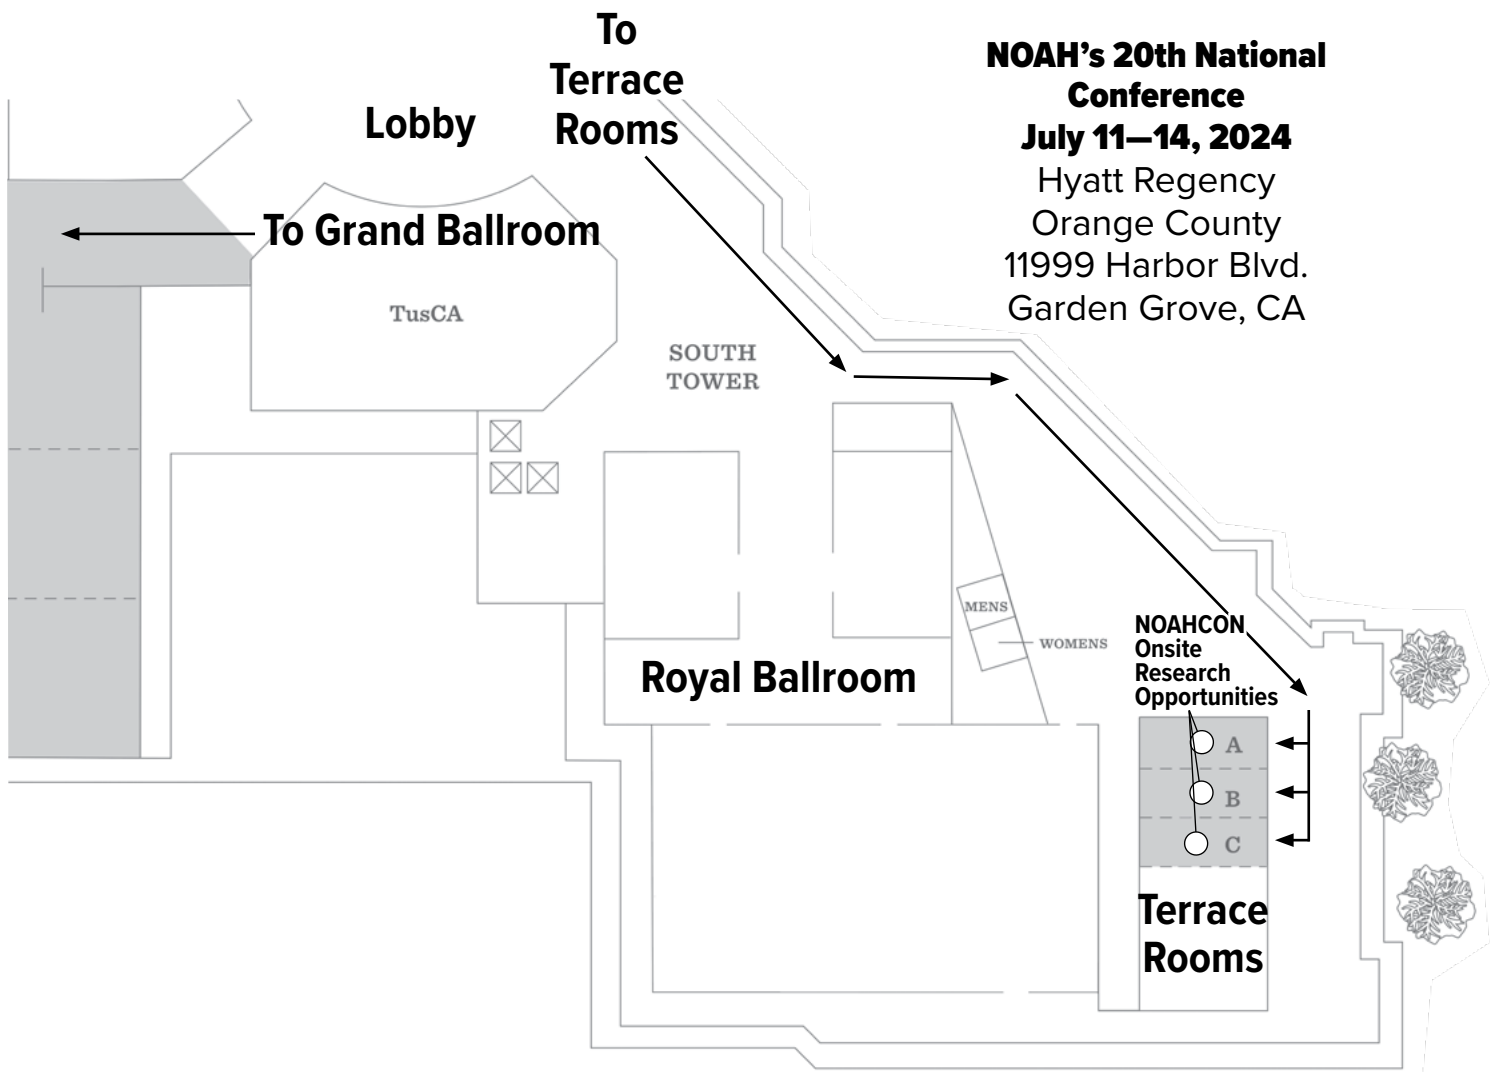 To
Terrace
Rooms
NOAH’s 20th National
Conference
July 11—14, 2024
Hyatt Regency
Orange County
11999 Harbor Blvd.
Garden Grove, CA
Lobby
To Grand Ballroom
TusCA
SOUTH
TOWER
MENS
WOMENS
NOAHCON
Onsite
Research
Opportunities
Royal Ballroom
A
B
C
Terrace
Rooms